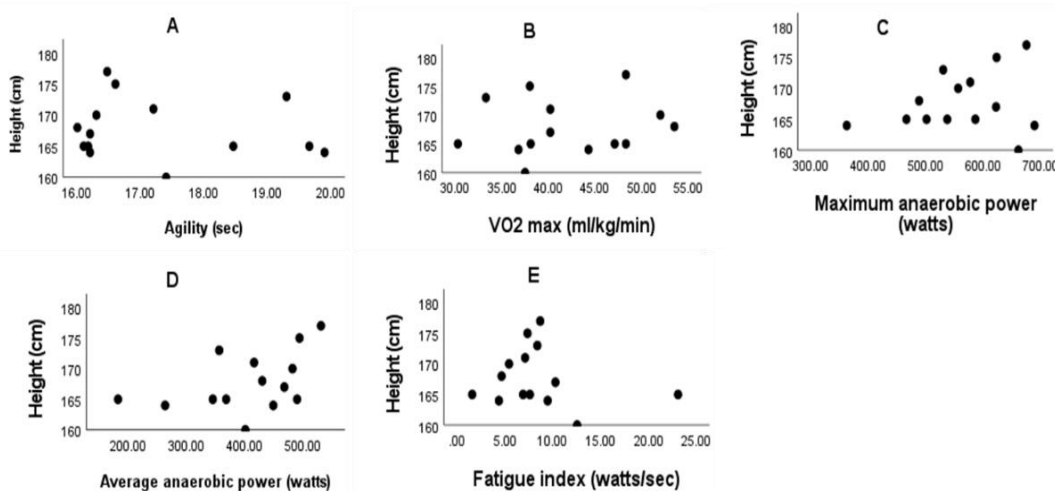 A
Height (cm)
180
175
170
165
160
16.00 17.00 18.00 19.00 20.00
Agility (sec)
B
Height (cm)
180
175
170
165
160
30.00 35.00 40.00 45.00 50.00 55.00
VO2 max (ml/kg/min)
C
Height (cm)
180
175
170
165
160
300.00 400.00 500.00 600.00 700.00
Maximum anaerobic power
(watts)
D
Height (cm)
180
175
170
165
160
200.00 300.00 400.00 500.00
Average anaerobic power (watts)
E
Height (cm)
180
175
170
165
160
.00 5.00 10.00 15.00 20.00 25.00
Fatigue index (watts/sec)